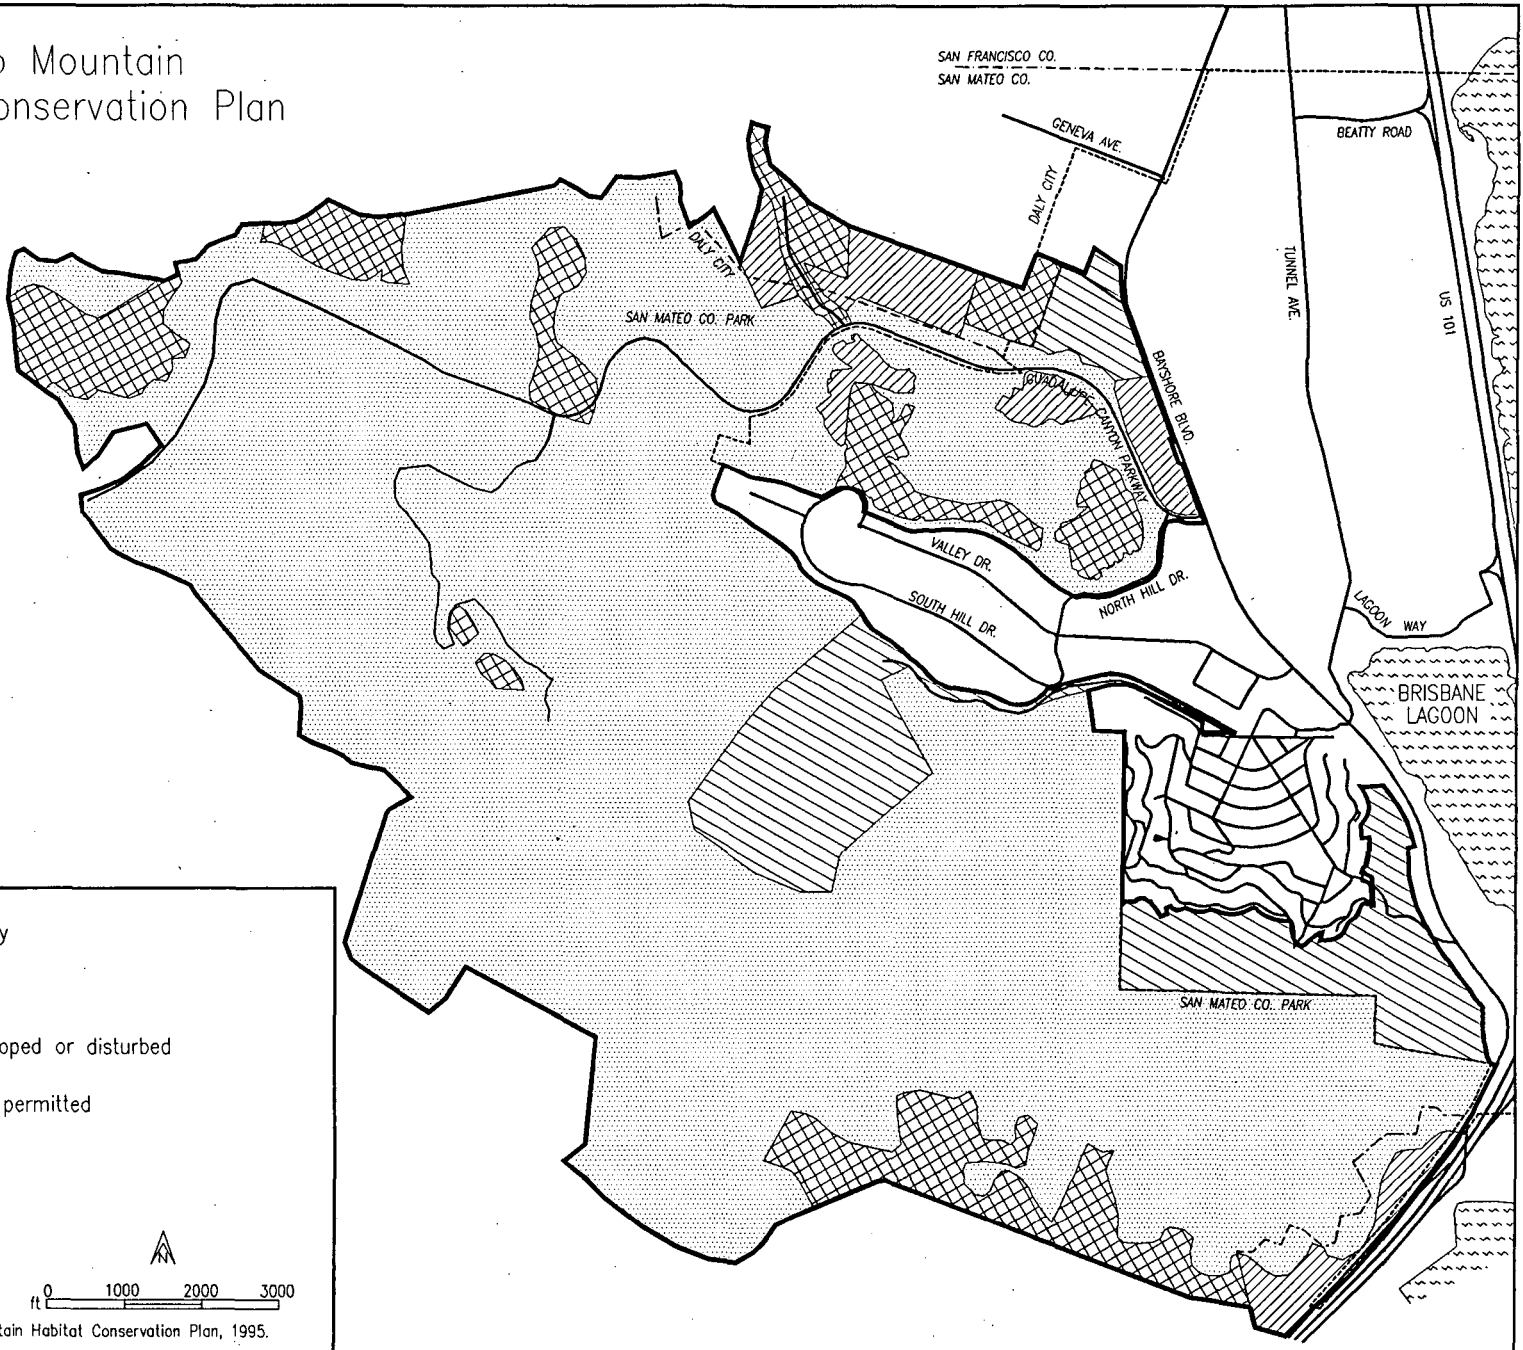 o Mountain
onservation Plan
SAN FRANCISCO CO.
SAN MATEO CO.
GENEVA AVE.
BEATTY ROAD
DALY CITY
DALY CITY
TUNNEL AVE.
US 101
SAN MATEO CO. PARK
BAYSHORE BLVD.
GUADALUPE CANYON PARKWAY
VALLEY DR.
NORTH HILL DR.
SOUTH HILL DR.
LAGOON WAY
BRISBANE
LAGOON
SAN MATEO CO. PARK
y
oped or disturbed
permitted
N
0 1000 2000 3000
ft
tain Habitat Conservation Plan, 1995.